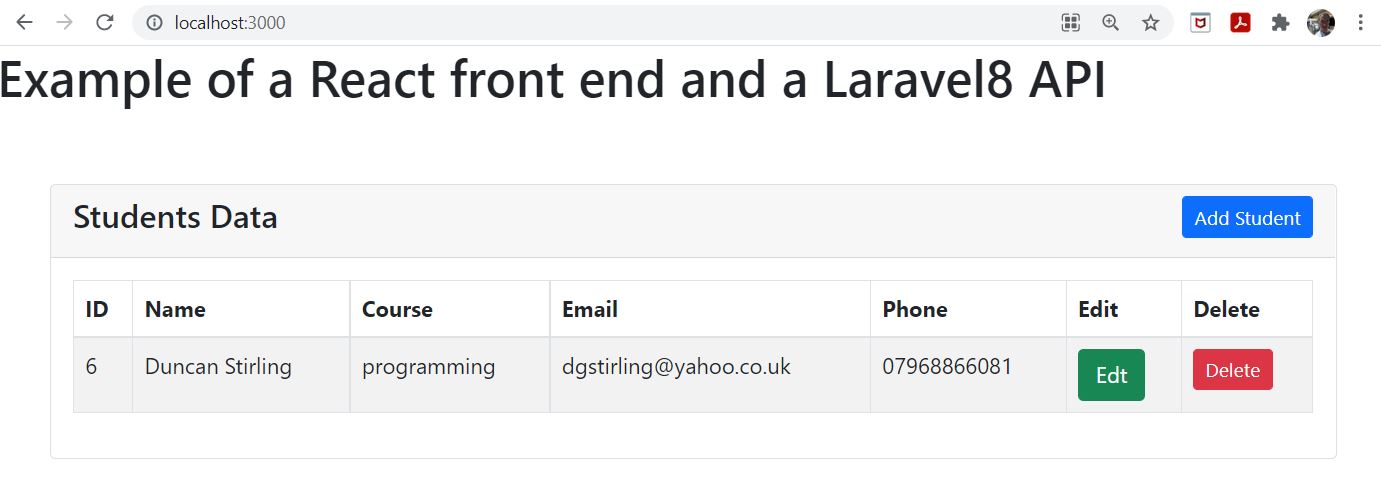 localhost:3000
Example of a React front end and a Laravel8 API
Students Data
Add Student
ID Name Course Email Phone Edit Delete
6 Duncan Stirling programming dgstirling@yahoo.co.uk 07968866081 Edt Delete